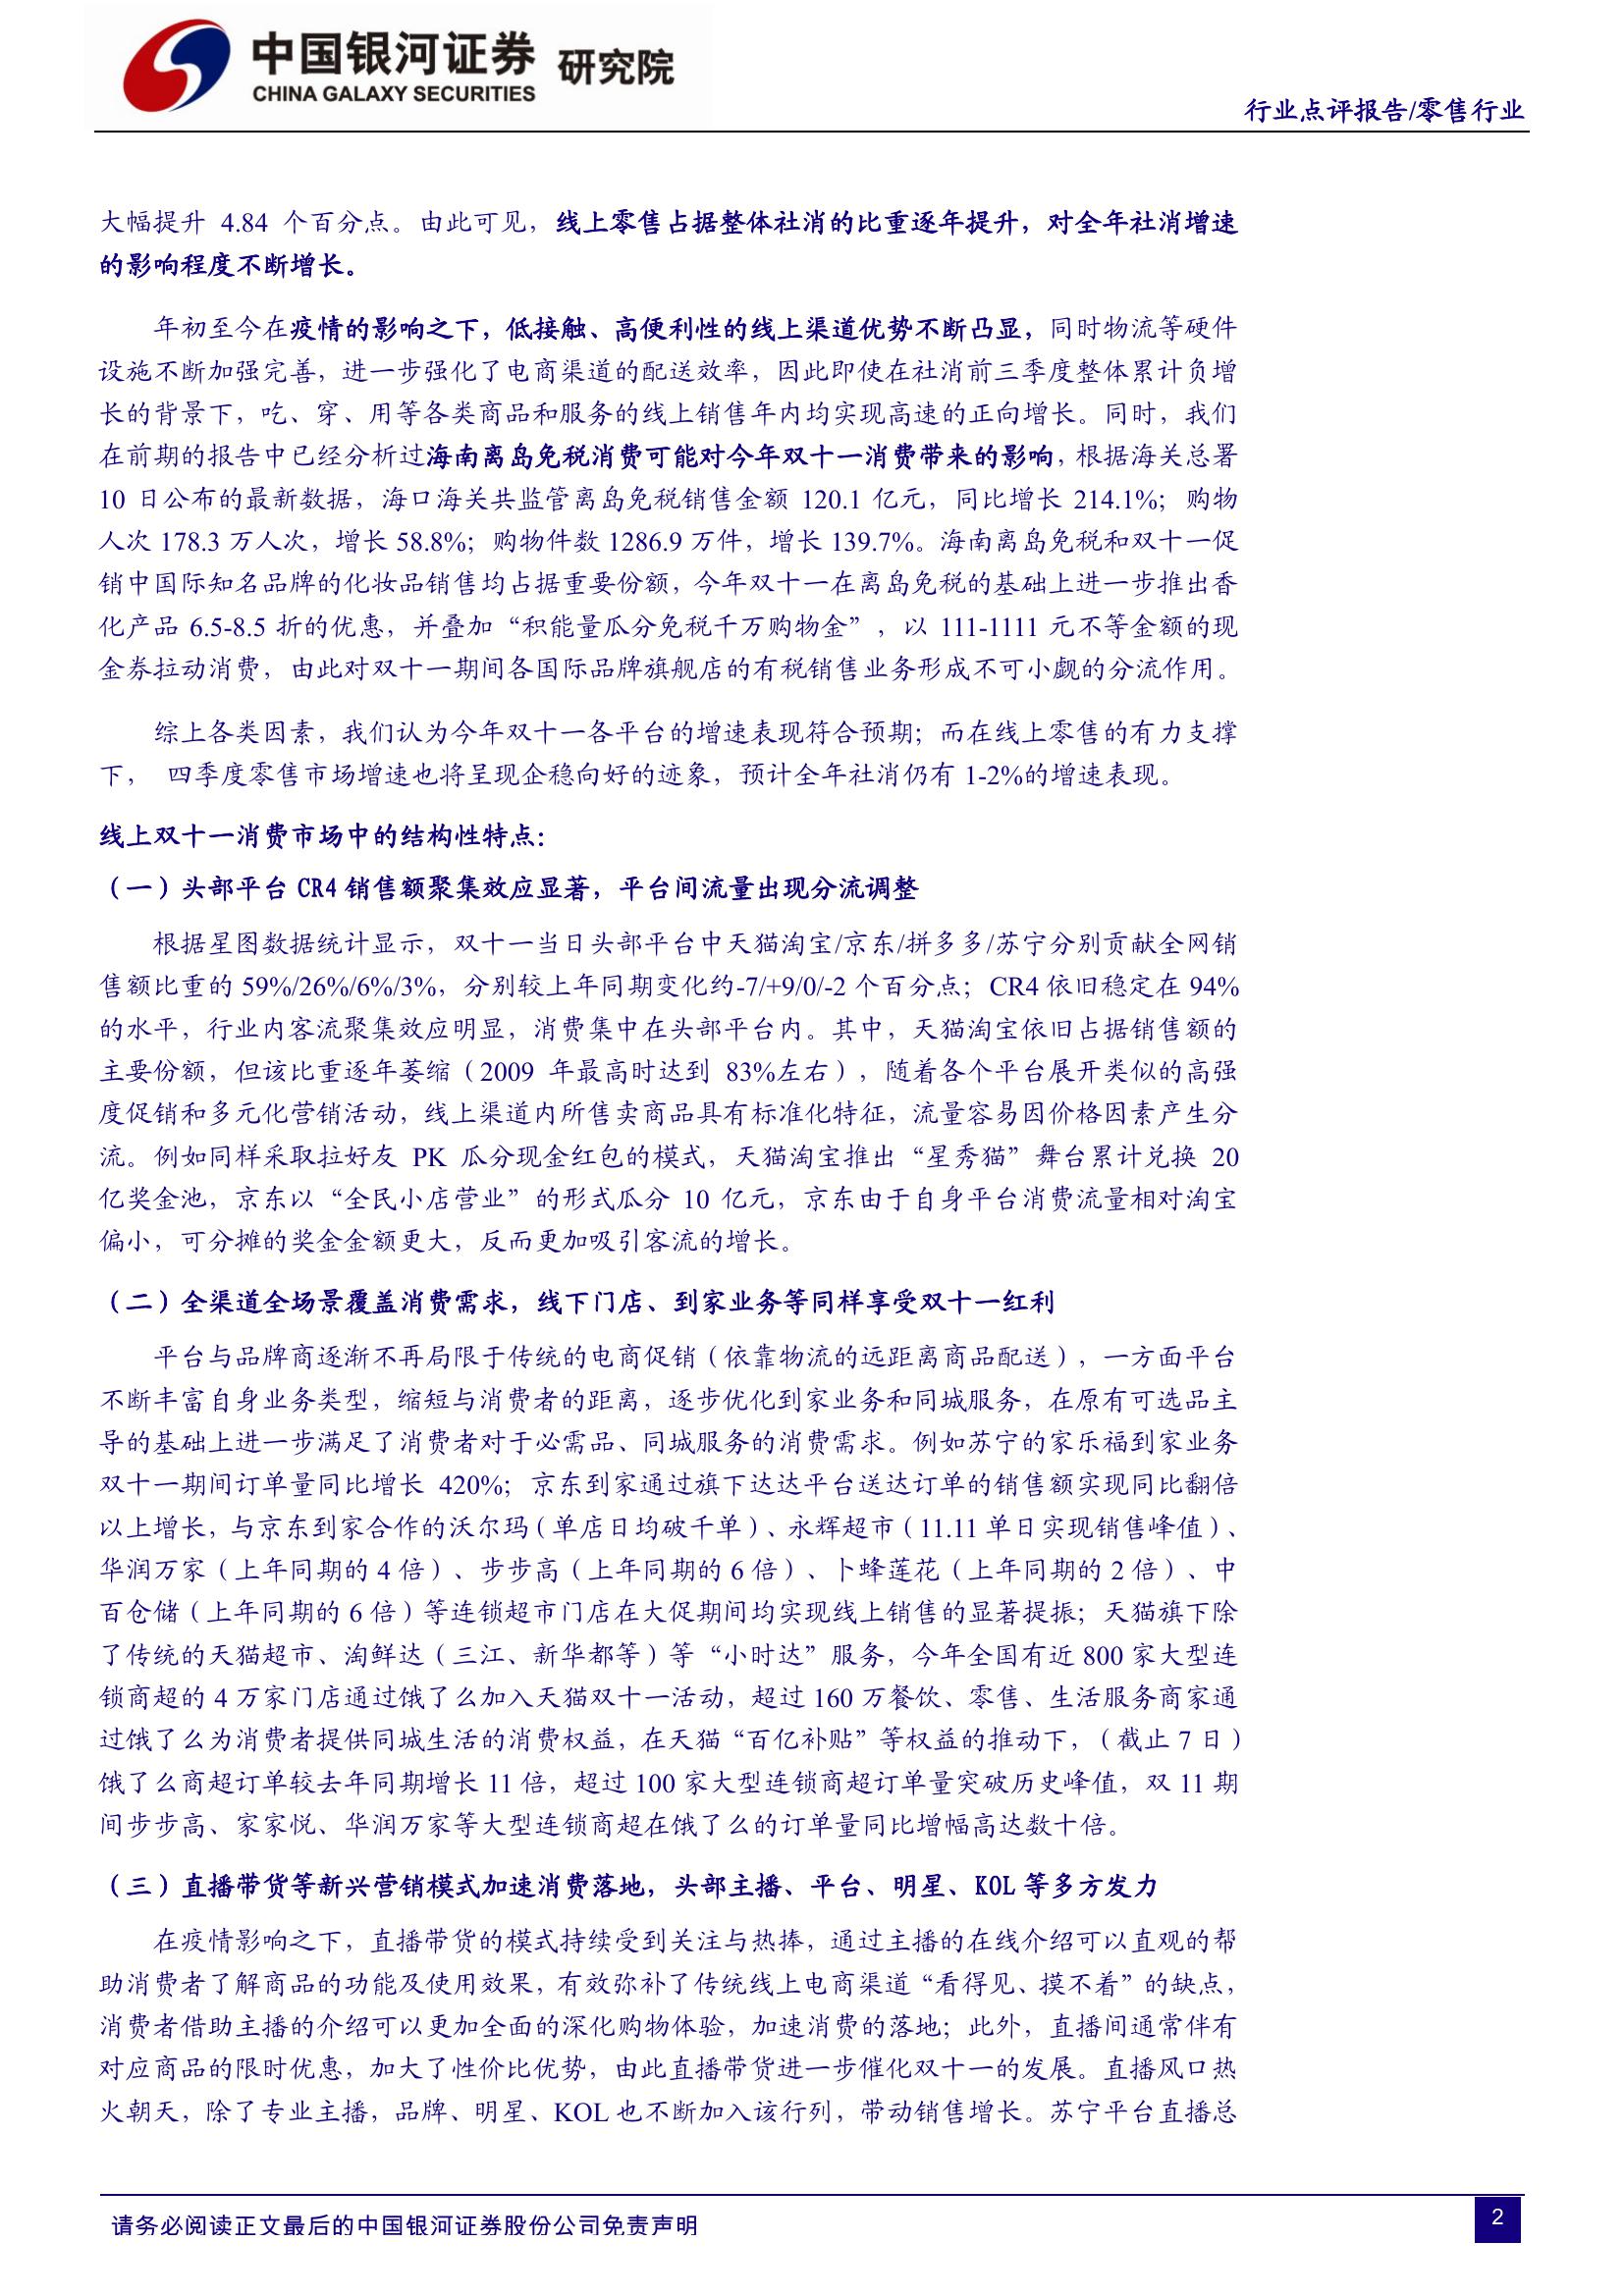 中国银河证券 研究院
CHINA GALAXY SECURITIES
行业点评报告/零售行业
大幅提升 4.84 个百分点。由此可见，线上零售占据整体社消的比重逐年提升，对全年社消增速
的影响程度不断增长。
年初至今在疫情的影响之下，低接触、高便利性的线上渠道优势不断凸显，同时物流等硬件
设施不断加强完善，进一步强化了电商渠道的配送效率，因此即使在社消前三季度整体累计负增
长的背景下，吃、穿、用等各类商品和服务的线上销售年内均实现高速的正向增长。同时，我们
在前期的报告中已经分析过海南离岛免税消费可能对今年双十一消费带来的影响，根据海关总署
10 日公布的最新数据，海口海关共监管离岛免税销售金额 120.1 亿元，同比增长 214.1%；购物
人次 178.3 万人次，增长 58.8%；购物件数 1286.9 万件，增长 139.7%。海南离岛免税和双十一促
销中国际知名品牌的化妆品销售均占据重要份额，今年双十一在离岛免税的基础上进一步推出香
化产品 6.5-8.5 折的优惠，并叠加“积能量瓜分免税千万购物金”，以 111-1111 元不等金额的现
金券拉动消费，由此对双十一期间各国际品牌旗舰店的有税销售业务形成不可小觑的分流作用。
综上各类因素，我们认为今年双十一各平台的增速表现符合预期；而在线上零售的有力支撑
下， 四季度零售市场增速也将呈现企稳向好的迹象，预计全年社消仍有 1-2%的增速表现。
线上双十一消费市场中的结构性特点：
（一）头部平台 CR4 销售额聚集效应显著，平台间流量出现分流调整
根据星图数据统计显示，双十一当日头部平台中天猫淘宝/京东/拼多多/苏宁分别贡献全网销
售额比重的 59%/26%/6%/3%，分别较上年同期变化约-7/+9/0/-2 个百分点；CR4 依旧稳定在 94%
的水平，行业内客流聚集效应明显，消费集中在头部平台内。其中，天猫淘宝依旧占据销售额的
主要份额，但该比重逐年萎缩（2009 年最高时达到 83%左右），随着各个平台展开类似的高强
度促销和多元化营销活动，线上渠道内所售卖商品具有标准化特征，流量容易因价格因素产生分
流。例如同样采取拉好友 PK 瓜分现金红包的模式，天猫淘宝推出“星秀猫”舞台累计兑换 20
亿奖金池，京东以“全民小店营业”的形式瓜分 10 亿元，京东由于自身平台消费流量相对淘宝
偏小，可分摊的奖金金额更大，反而更加吸引客流的增长。
（二）全渠道全场景覆盖消费需求，线下门店、到家业务等同样享受双十一红利
平台与品牌商逐渐不再局限于传统的电商促销（依靠物流的远距离商品配送），一方面平台
不断丰富自身业务类型，缩短与消费者的距离，逐步优化到家业务和同城服务，在原有可选品主
导的基础上进一步满足了消费者对于必需品、同城服务的消费需求。例如苏宁的家乐福到家业务
双十一期间订单量同比增长 420%；京东到家通过旗下达达平台送达订单的销售额实现同比翻倍
以上增长，与京东到家合作的沃尔玛（单店日均破千单）、永辉超市（11.11 单日实现销售峰值）、
华润万家（上年同期的 4 倍）、步步高（上年同期的 6 倍）、卜蜂莲花（上年同期的 2 倍）、中
百仓储（上年同期的 6 倍）等连锁超市门店在大促期间均实现线上销售的显著提振；天猫旗下除
了传统的天猫超市、淘鲜达（三江、新华都等）等“小时达”服务，今年全国有近 800 家大型连
锁商超的 4 万家门店通过饿了么加入天猫双十一活动，超过 160 万餐饮、零售、生活服务商家通
过饿了么为消费者提供同城生活的消费权益，在天猫“百亿补贴”等权益的推动下，（截止 7 日）
饿了么商超订单较去年同期增长 11 倍，超过 100 家大型连锁商超订单量突破历史峰值，双 11 期
间步步高、家家悦、华润万家等大型连锁商超在饿了么的订单量同比增幅高达数十倍。
（三）直播带货等新兴营销模式加速消费落地，头部主播、平台、明星、KOL 等多方发力
在疫情影响之下，直播带货的模式持续受到关注与热捧，通过主播的在线介绍可以直观的帮
助消费者了解商品的功能及使用效果，有效弥补了传统线上电商渠道“看得见、摸不着”的缺点，
消费者借助主播的介绍可以更加全面的深化购物体验，加速消费的落地；此外，直播间通常伴有
对应商品的限时优惠，加大了性价比优势，由此直播带货进一步催化双十一的发展。直播风口热
火朝天，除了专业主播，品牌、明星、KOL 也不断加入该行列，带动销售增长。苏宁平台直播总
请务必阅读正文最后的中国银河证券股份公司免责声明
2